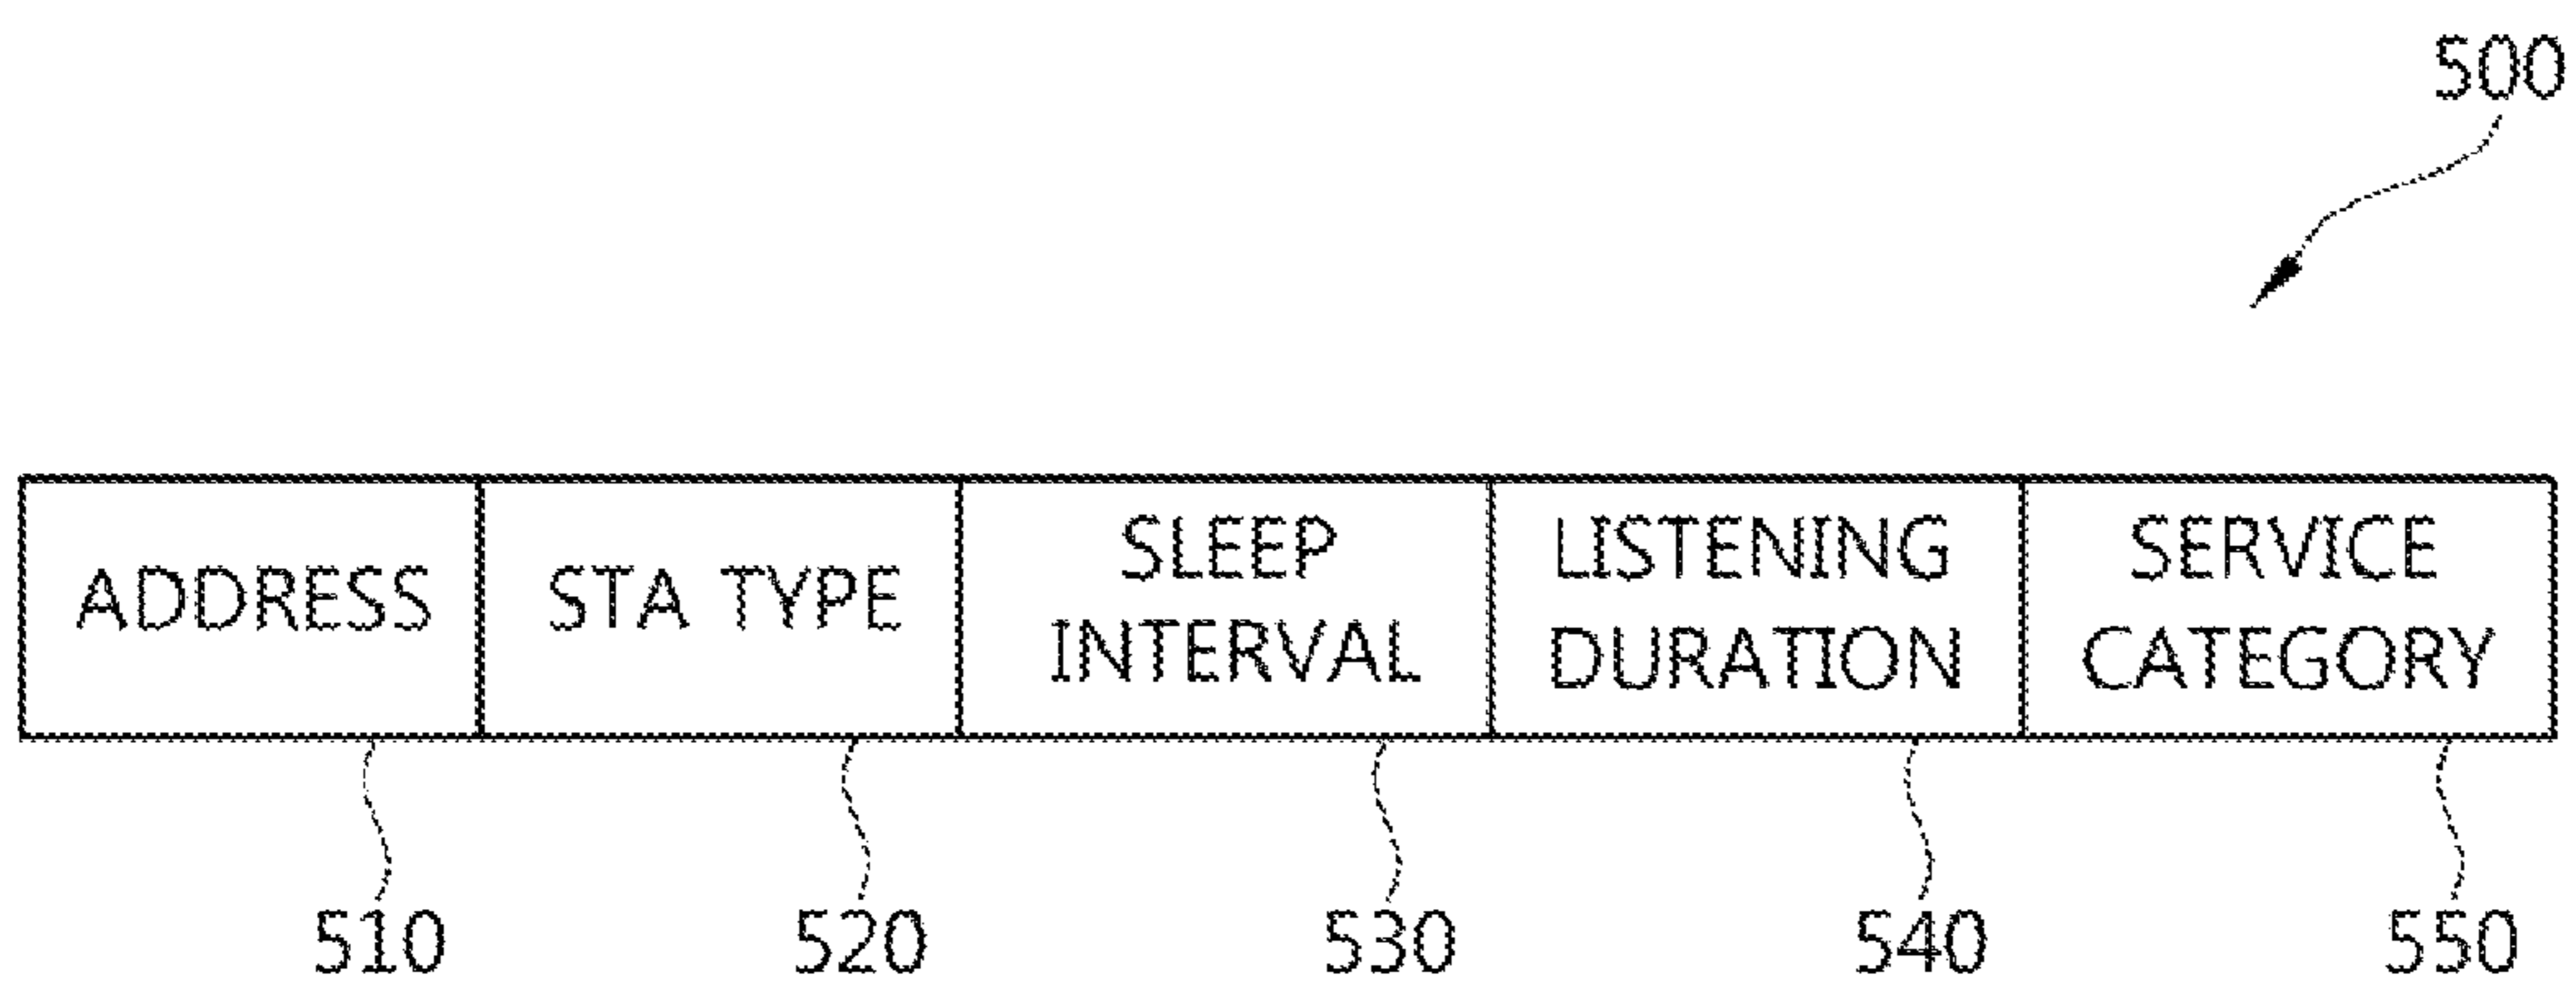 500
ADDRESS
STA TYPE
SLEEP
INTERVAL
LISTENING
DURATION
SERVICE
CATEGORY
510
520
530
540
550